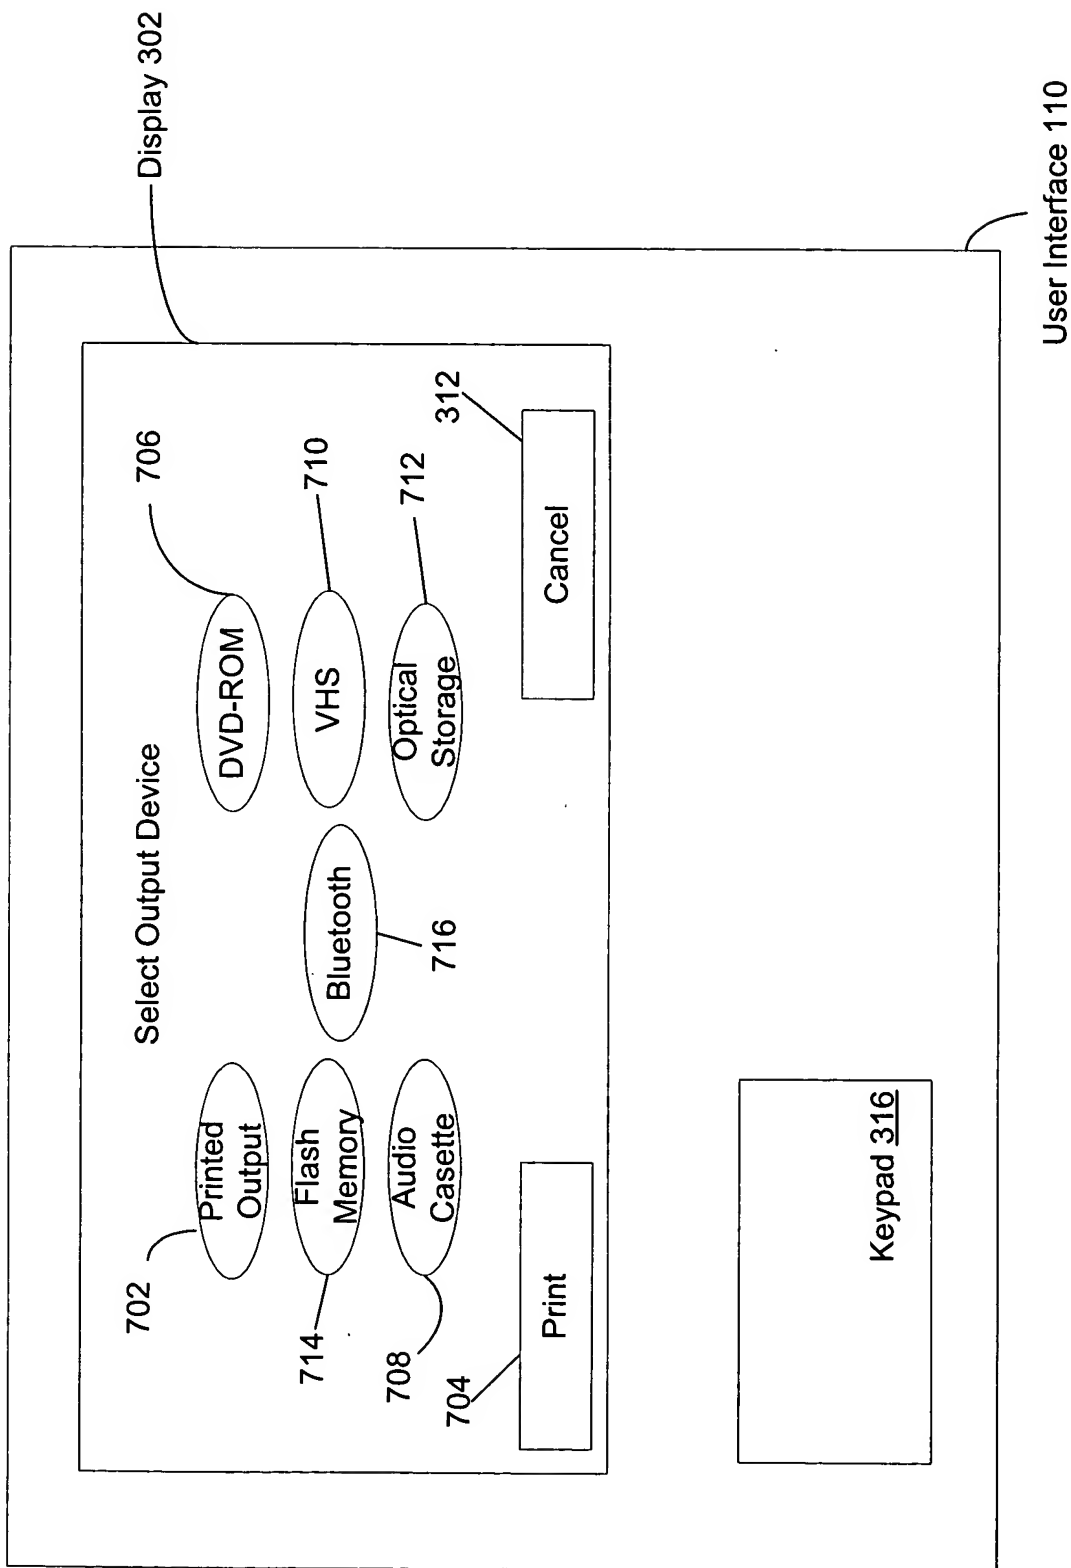 Display 302
Select Output Device
706
702
Printed
Output
DVD-ROM
714
Flash
Memory
Bluetooth
VHS
710
708
Audio
Casette
716
Optical
Storage
712
704
312
Print
Cancel
Keypad 316
User Interface 110